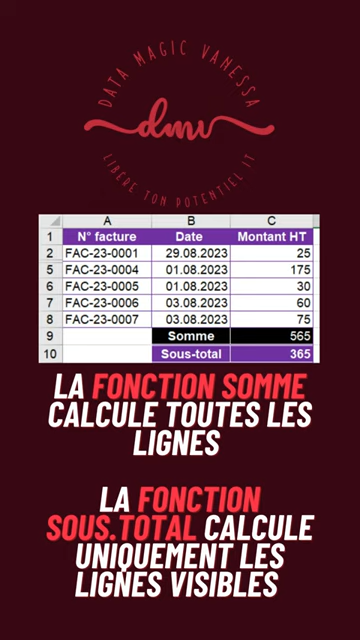 DATA MAGIC VANESSA
dmv
LIBÈRE TON POTENTIEL IT
A B C
1 N° facture Date Montant HT
2 FAC-23-0001 29.08.2023 25
5 FAC-23-0004 01.08.2023 175
6 FAC-23-0005 01.08.2023 30
7 FAC-23-0006 03.08.2023 60
8 FAC-23-0007 03.08.2023 75
9 Somme 565
10 Sous-total 365
LA FONCTION SOMME
CALCULE TOUTES LES
LIGNES
LA FONCTION
SOUS.TOTAL CALCULE
UNIQUEMENT LES
LIGNES VISIBLES